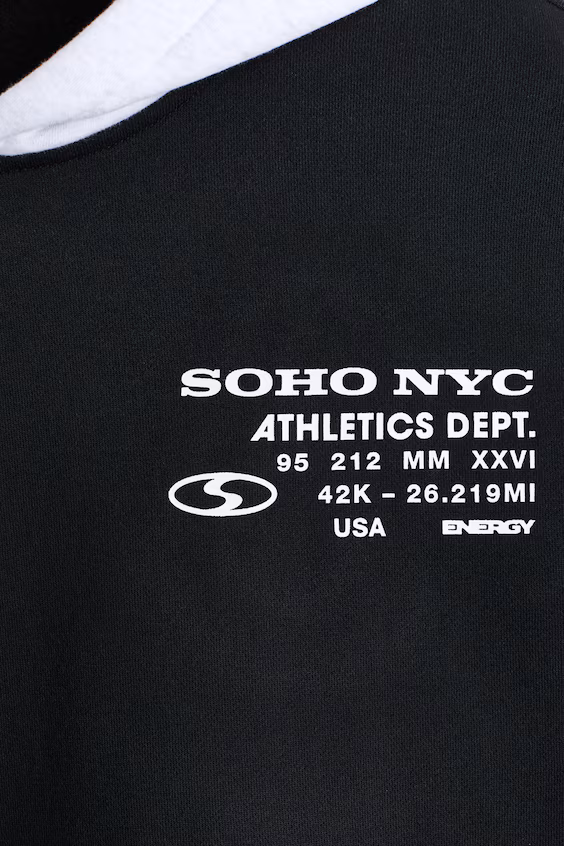 SOHO NYC
ATHLETICS DEPT.
95 212 MM XXVI
42K – 26.219MI
USA ENERGY